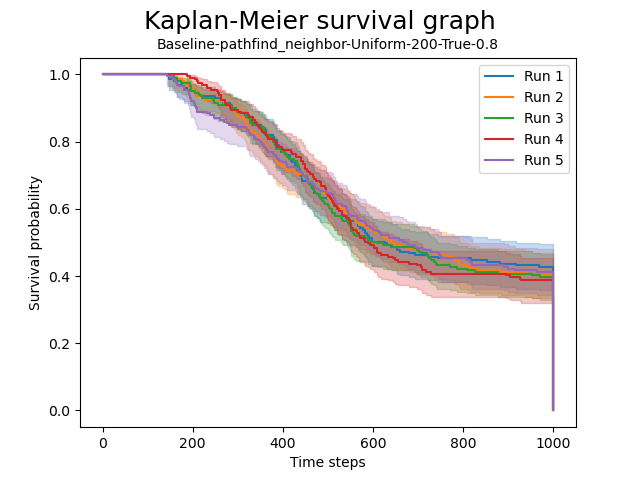 Kaplan-Meier survival graph
Baseline-pathfind_neighbor-Uniform-200-True-0.8
Survival probability
1.0
0.8
0.6
0.4
0.2
0.0
Run 1
Run 2
Run 3
Run 4
Run 5
0 200 400 600 800 1000
Time steps